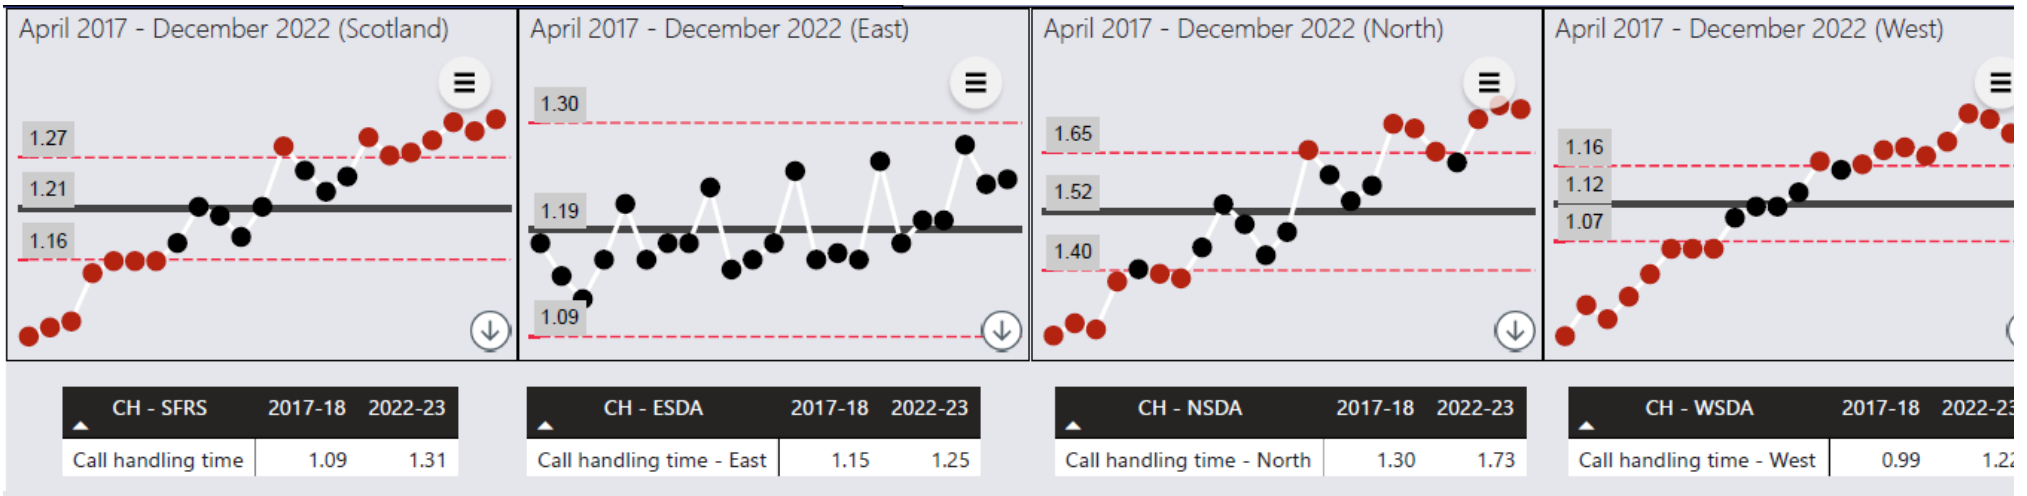 April 2017 - December 2022 (Scotland)
1.27
1.21
1.16
April 2017 - December 2022 (East)
1.30
1.19
1.09
April 2017 - December 2022 (North)
1.65
1.52
1.40
April 2017 - December 2022 (West)
1.16
1.12
1.07
CH - SFRS 2017-18 2022-23
Call handling time 1.09 1.31
CH - ESDA 2017-18 2022-23
Call handling time - East 1.15 1.25
CH - NSDA 2017-18 2022-23
Call handling time - North 1.30 1.73
CH - WSDA 2017-18 2022-23
Call handling time - West 0.99 1.22